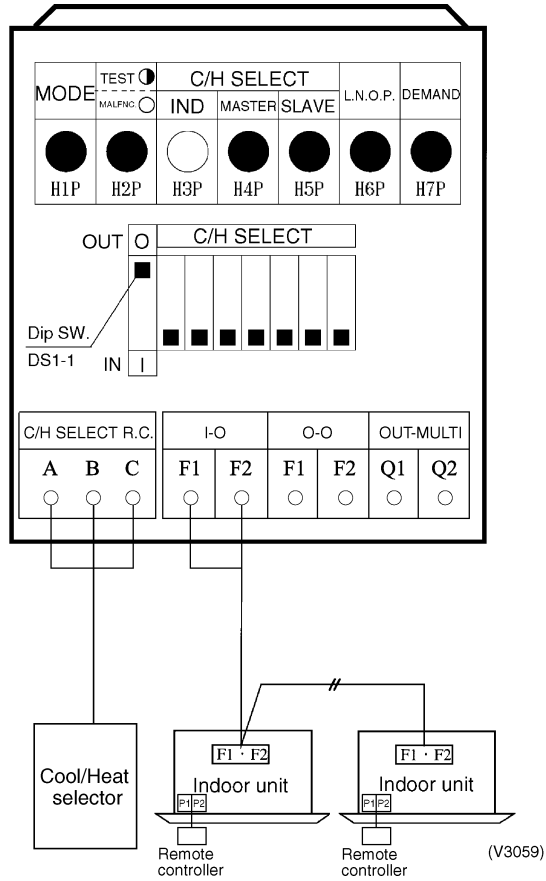 MODE TEST C/H SELECT L.N.O.P. DEMAND
MALFNC. IND MASTER SLAVE
H1P H2P H3P H4P H5P H6P H7P
OUT O C/H SELECT
Dip SW.
DS1-1
IN I
C/H SELECT R.C. I-O O-O OUT-MULTI
A B C F1 F2 F1 F2 Q1 Q2
F1 · F2 F1 · F2
Cool/Heat
selector
Indoor unit Indoor unit
P1 P2 P1 P2
Remote
controller
Remote
controller
(V3059)